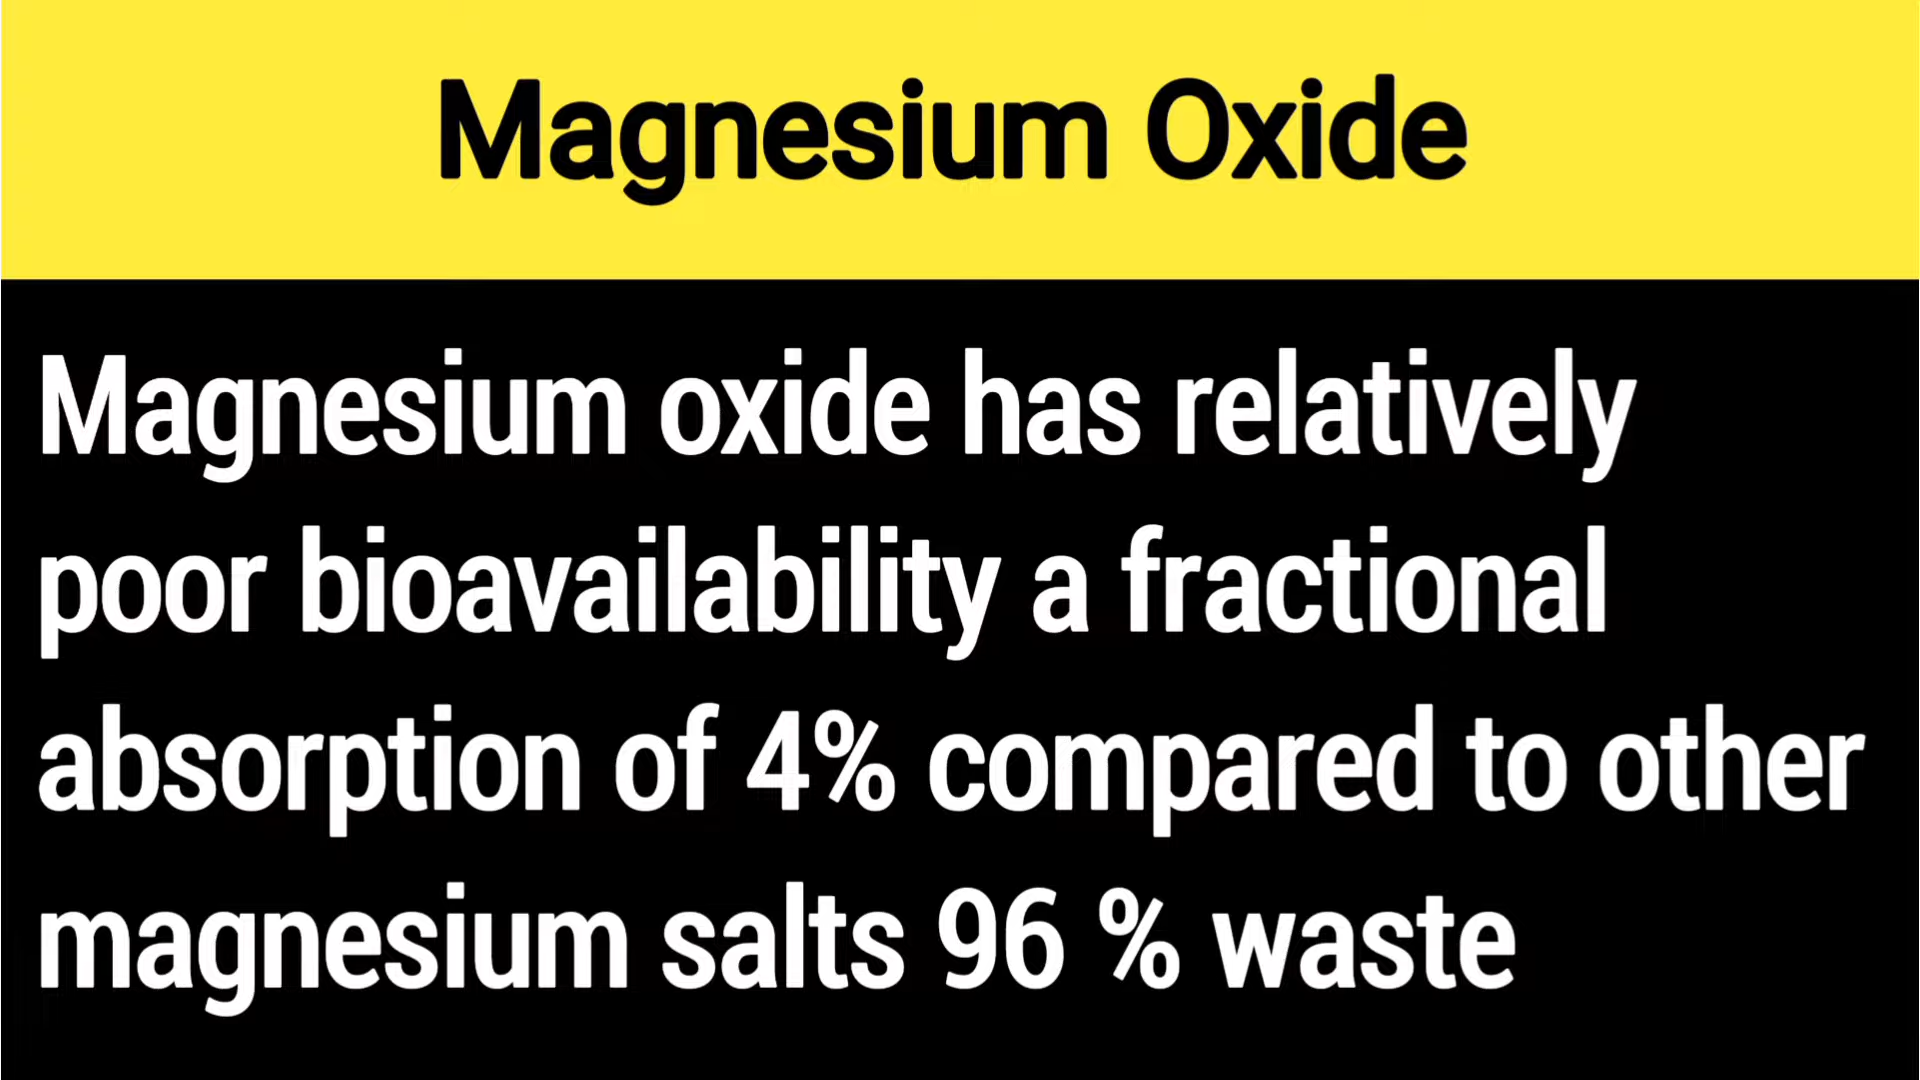 Magnesium Oxide
Magnesium oxide has relatively
poor bioavailability a fractional
absorption of 4% compared to other
magnesium salts 96 % waste